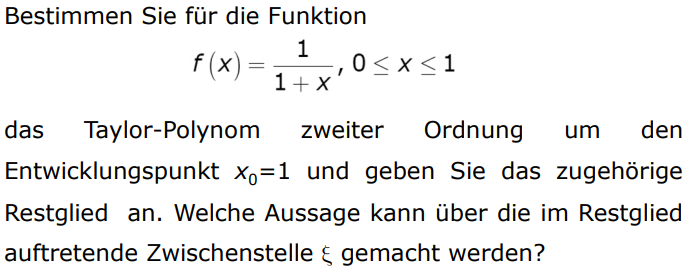 Bestimmen Sie für die Funktion
f(x) = 1/(1 + x), 0 ≤ x ≤ 1
das Taylor-Polynom zweiter Ordnung um den
Entwicklungspunkt x₀=1 und geben Sie das zugehörige
Restglied an. Welche Aussage kann über die im Restglied
auftretende Zwischenstelle ξ gemacht werden?